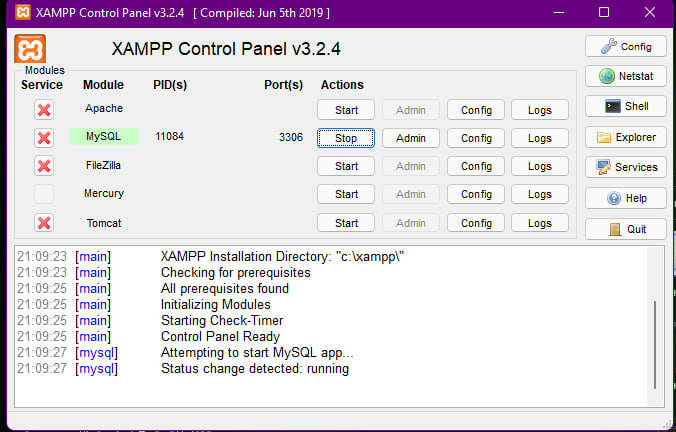 XAMPP Control Panel v3.2.4 [ Compiled: Jun 5th 2019 ]
XAMPP Control Panel v3.2.4
Config
Modules
Service Module PID(s) Port(s) Actions
Netstat
Apache Start Admin Config Logs
Shell
MySQL 11084 3306 Stop Admin Config Logs
Explorer
FileZilla Start Admin Config Logs
Services
Mercury Start Admin Config Logs
Help
Tomcat Start Admin Config Logs
Quit
21:09:23 [main] XAMPP Installation Directory: "c:\xampp\"
21:09:23 [main] Checking for prerequisites
21:09:25 [main] All prerequisites found
21:09:25 [main] Initializing Modules
21:09:25 [main] Starting Check-Timer
21:09:25 [main] Control Panel Ready
21:09:27 [mysql] Attempting to start MySQL app...
21:09:27 [mysql] Status change detected: running